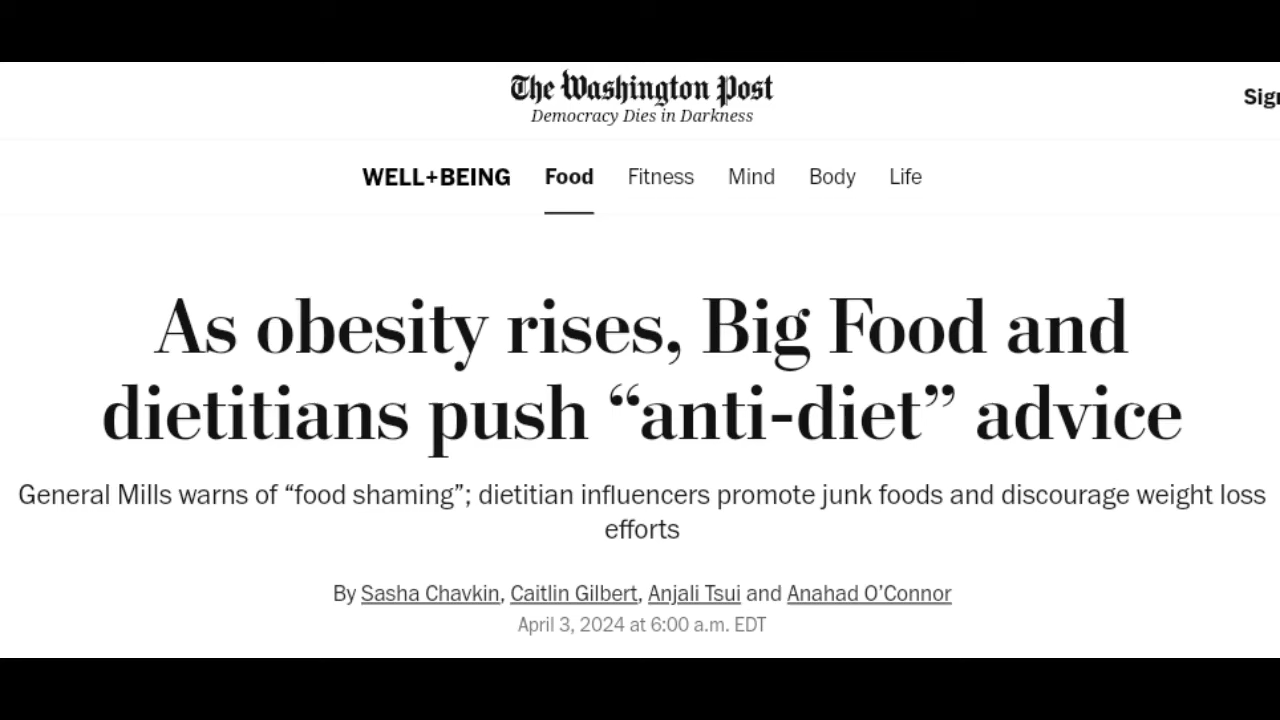 The Washington Post
Democracy Dies in Darkness
Sign
WELL+BEING Food Fitness Mind Body Life
As obesity rises, Big Food and
dietitians push “anti-diet” advice
General Mills warns of “food shaming”; dietitian influencers promote junk foods and discourage weight loss
efforts
By Sasha Chavkin, Caitlin Gilbert, Anjali Tsui and Anahad O’Connor
April 3, 2024 at 6:00 a.m. EDT